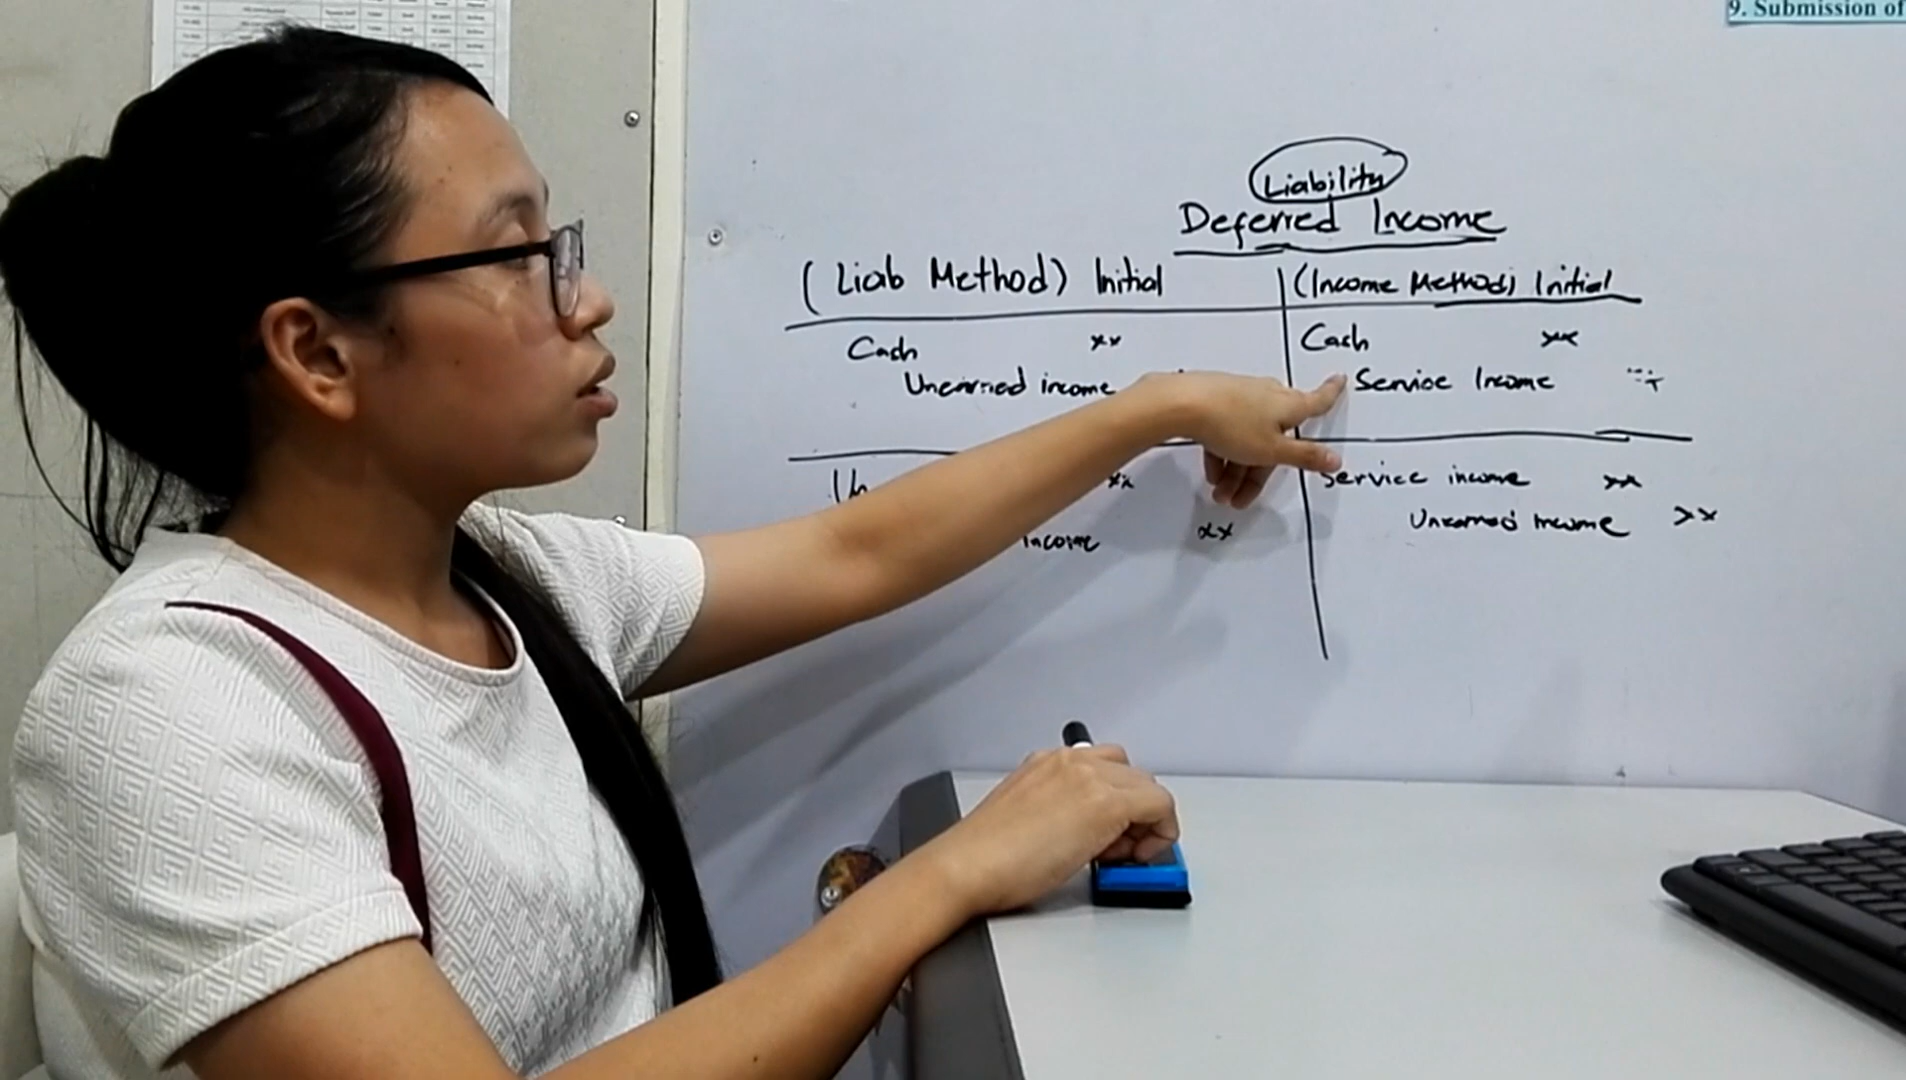 9. Submission of
Liability
Deferred Income
(Liab Method) Initial
Cash xx
Unearned income
xx
income xx
(Income Method) Initial
Cash xx
Service Income
Service income xx
Unearned Income xx